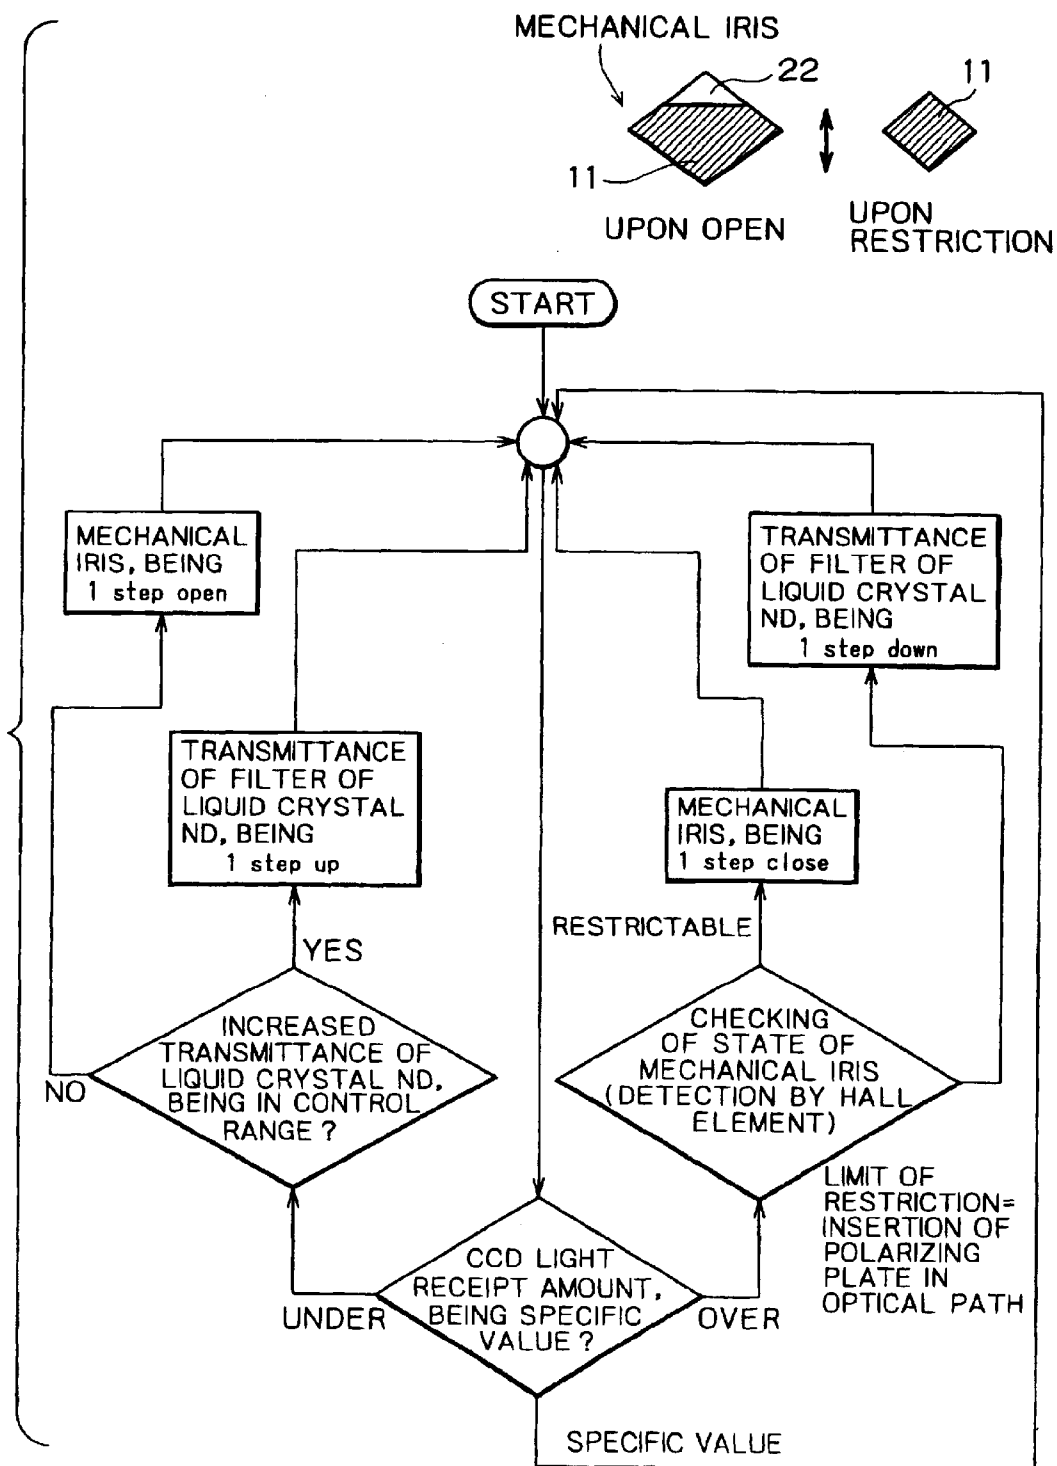 MECHANICAL IRIS
22
11
11
UPON OPEN
UPON
RESTRICTION
START
MECHANICAL
IRIS, BEING
1 step open
TRANSMITTANCE
OF FILTER OF
LIQUID CRYSTAL
ND, BEING
1 step down
TRANSMITTANCE
OF FILTER OF
LIQUID CRYSTAL
ND, BEING
1 step up
MECHANICAL
IRIS, BEING
1 step close
RESTRICTABLE
YES
INCREASED
TRANSMITTANCE OF
LIQUID CRYSTAL ND,
BEING IN CONTROL
RANGE?
NO
CHECKING
OF STATE OF
MECHANICAL IRIS
(DETECTION BY HALL
ELEMENT)
LIMIT OF
RESTRICTION=
INSERTION OF
POLARIZING
PLATE IN
OPTICAL PATH
CCD LIGHT
RECEIPT AMOUNT,
BEING SPECIFIC
VALUE?
UNDER
OVER
SPECIFIC VALUE